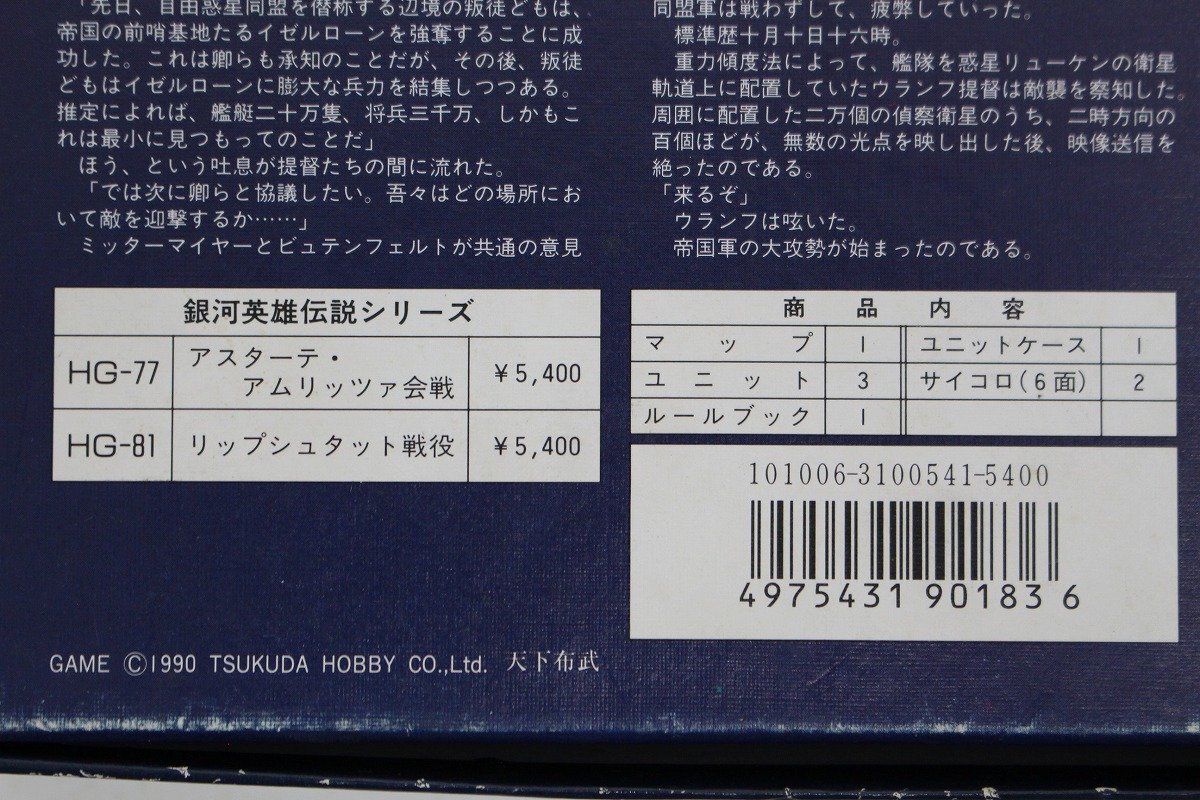 「先日、自由惑星同盟を僭称する辺境の叛徒どもは、
帝国の前哨基地たるイゼルローンを強奪することに成
功した。これは卿らも承知のことだが、その後、叛徒
どもはイゼルローンに膨大な兵力を結集しつつある。
推定によれば、艦艇二十万隻、将兵三千万、しかもこ
れは最小に見つもってのことだ」
ほう、という吐息が提督たちの間に流れた。
「では次に卿らと協議したい。吾々はどの場所にお
いて敵を迎撃するか……」
ミッターマイヤーとビュテンフェルトが共通の意見
同盟軍は戦わずして、疲弊していった。
標準歴十月十日十六時。
重力傾度法によって、艦隊を惑星リューケンの衛星
軌道上に配置していたウランフ提督は敵襲を察知した。
周囲に配置した二万個の偵察衛星のうち、二時方向の
百個ほどが、無数の光点を映し出した後、映像送信を
絶ったのである。
「来るぞ」
ウランフは呟いた。
帝国軍の大攻勢が始まったのである。
銀河英雄伝説シリーズ
HG-77 アスターテ・
アムリッツァ会戦 ¥5,400
HG-81 リップシュタット戦役 ¥5,400
商品内容
マップ 1 ユニットケース 1
ユニット 3 サイコロ(6面) 2
ルールブック 1
101006-3100541-5400
4975431901836
GAME ©1990 TSUKUDA HOBBY CO.,Ltd. 天下布武